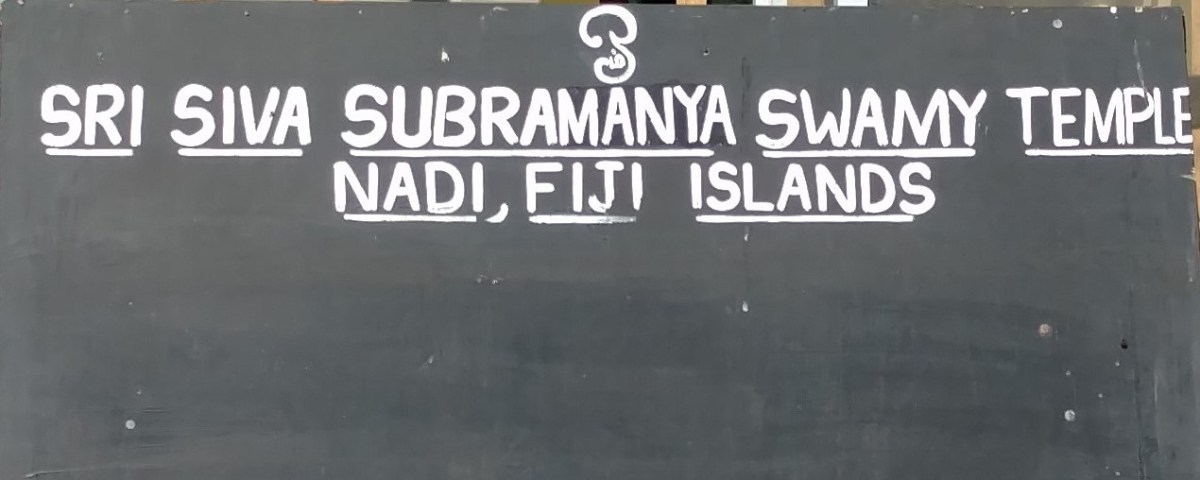 ௐ
SRI SIVA SUBRAMANYA SWAMY TEMPLE
NADI, FIJI ISLANDS